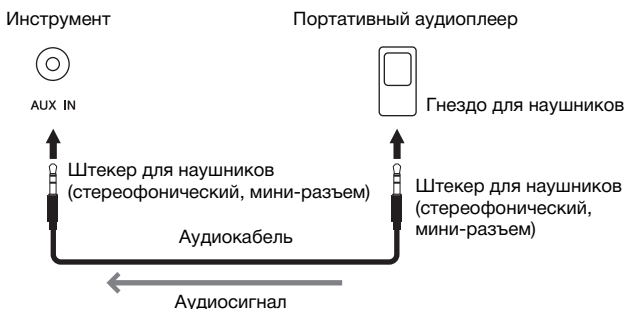 Инструмент
Портативный аудиоплеер
AUX IN
Гнездо для наушников
Штекер для наушников
(стереофонический, мини-разъем)
Штекер для наушников
(стереофонический,
мини-разъем)
Аудиокабель
Аудиосигнал